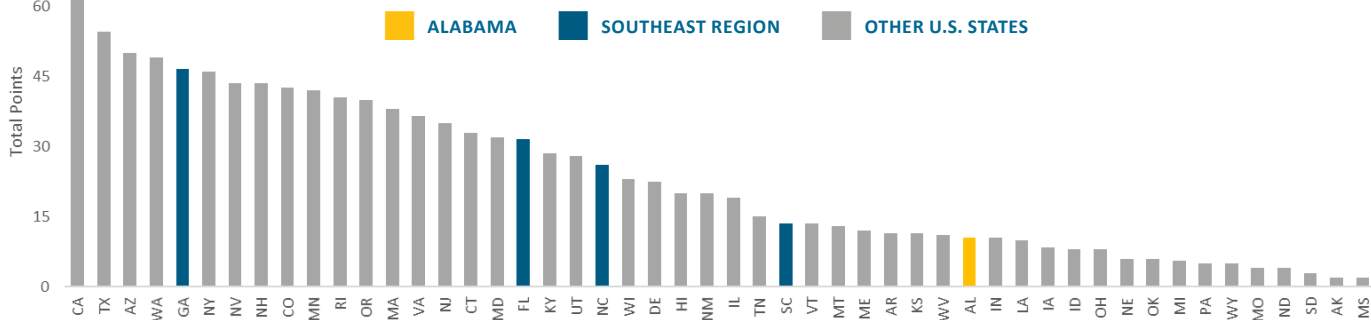 60
ALABAMA
SOUTHEAST REGION
OTHER U.S. STATES
45
30
15
0
Total Points
CA TX AZ WA GA NY NV NH CO MN RI OR MA VA NJ CT MD FL KY UT NC WI DE HI NM IL TN SC VT MT ME AR KS WV AL IN LA IA ID OH NE OK MI PA WY MO ND SD AK MS